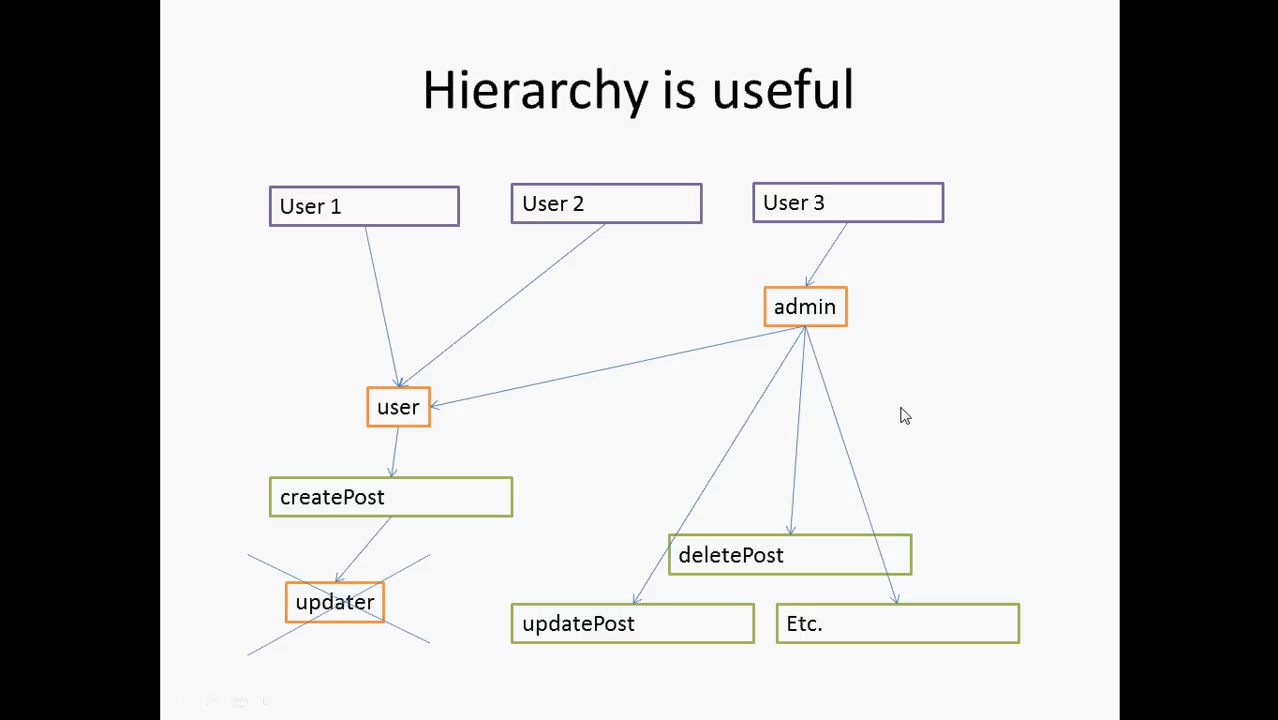 Hierarchy is useful
User 1
User 2
User 3
admin
user
createPost
deletePost
updater
updatePost
Etc.